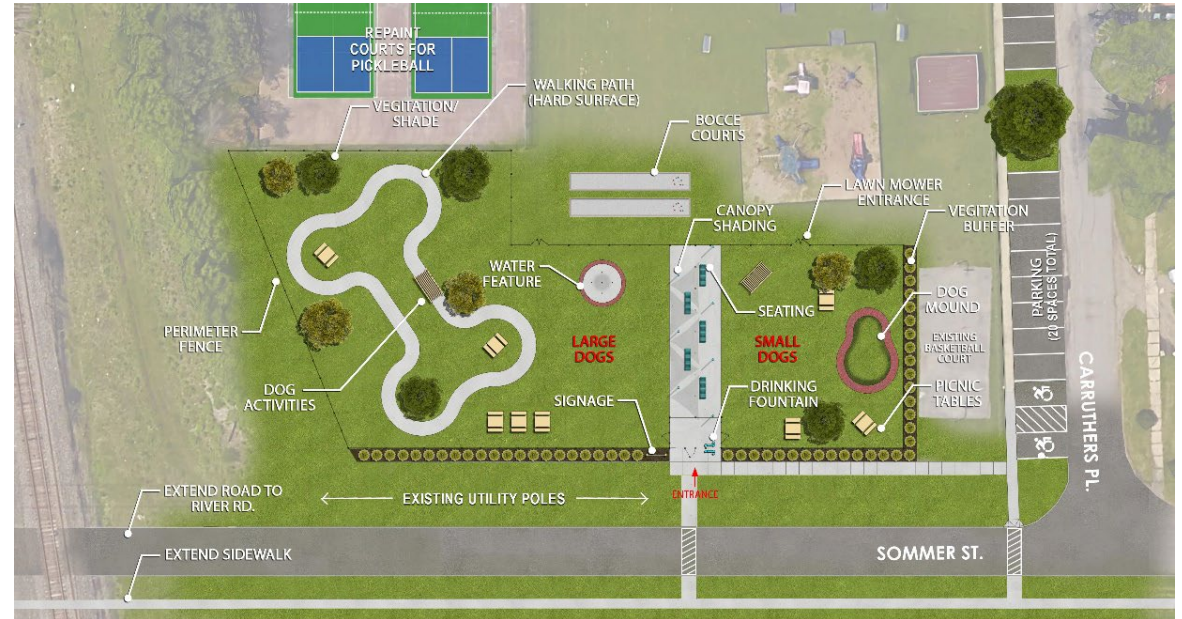 REPAINT
COURTS FOR
PICKLEBALL
VEGITATION/
SHADE
WALKING PATH
(HARD SURFACE)
BOCCE
COURTS
LAWN MOWER
ENTRANCE
CANOPY
SHADING
VEGITATION
BUFFER
WATER
FEATURE
SEATING
DOG
MOUND
PARKING
(20 SPACES TOTAL)
PERIMETER
FENCE
LARGE
DOGS
SMALL
DOGS
EXISTING
BASKETBALL
COURT
DOG
ACTIVITIES
SIGNAGE
DRINKING
FOUNTAIN
PICNIC
TABLES
CARUTHERS PL.
EXTEND ROAD TO
RIVER RD.
EXISTING UTILITY POLES
ENTRANCE
EXTEND SIDEWALK
SOMMER ST.